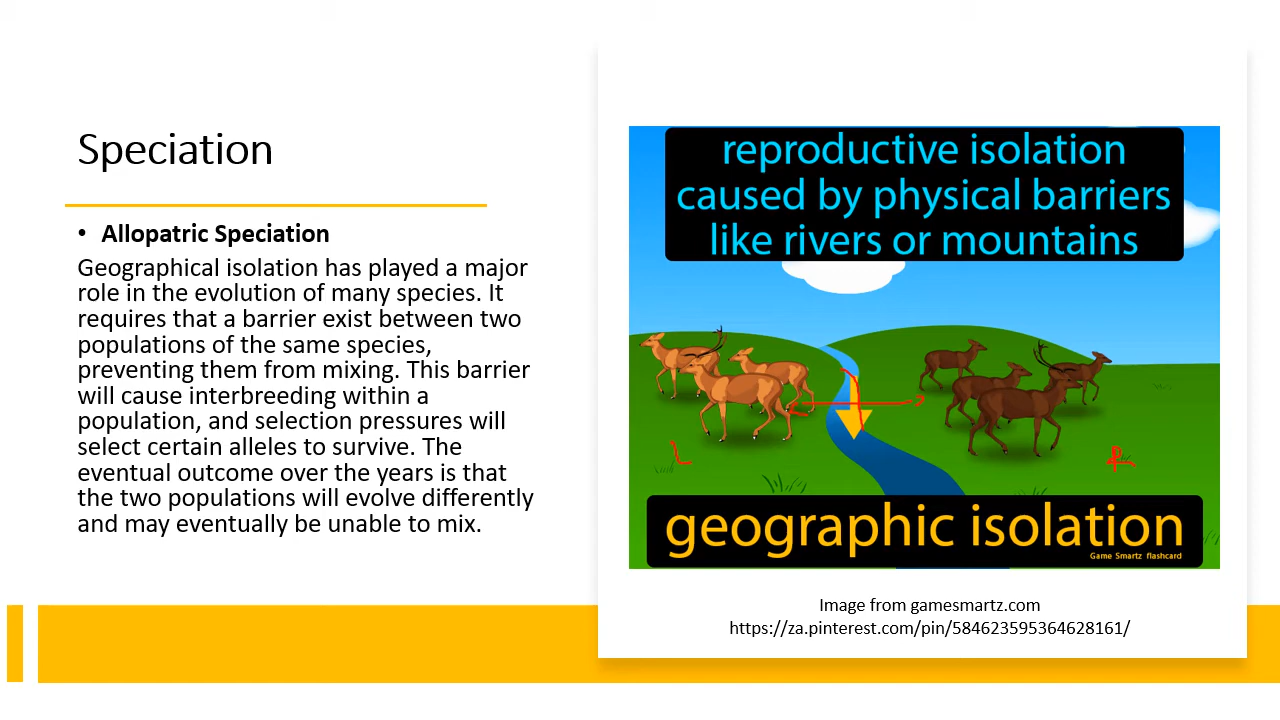 Speciation
• Allopatric Speciation
Geographical isolation has played a major
role in the evolution of many species. It
requires that a barrier exist between two
populations of the same species,
preventing them from mixing. This barrier
will cause interbreeding within a
population, and selection pressures will
select certain alleles to survive. The
eventual outcome over the years is that
the two populations will evolve differently
and may eventually be unable to mix.
reproductive isolation
caused by physical barriers
like rivers or mountains
L
R
geographic isolation
Game Smartz flashcard
Image from gamesmartz.com
https://za.pinterest.com/pin/584623595364628161/